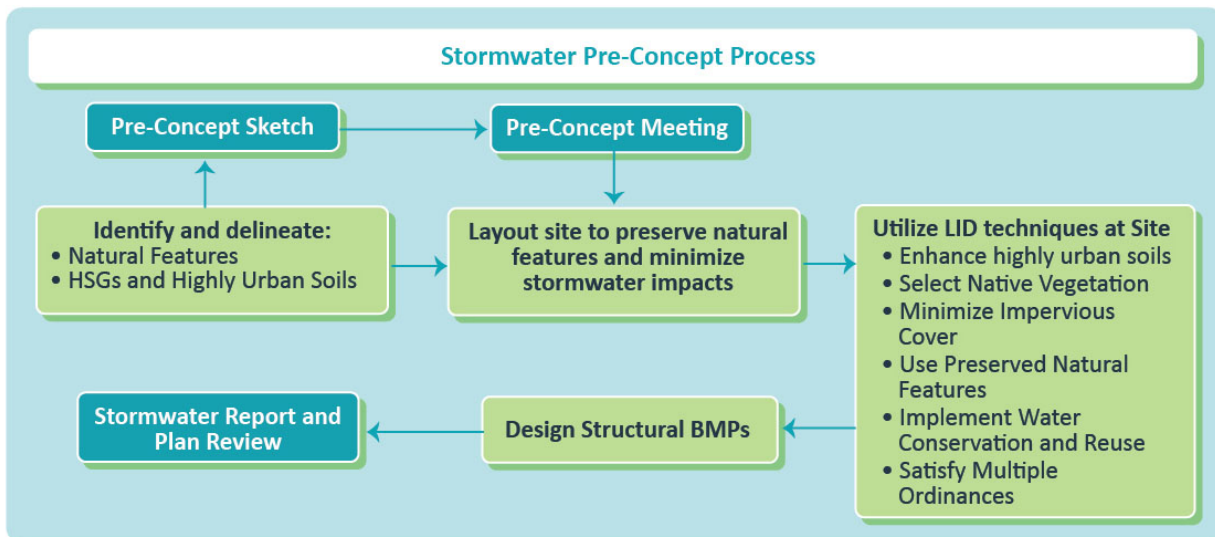 Stormwater Pre-Concept Process
Pre-Concept Sketch
Pre-Concept Meeting
Identify and delineate:
• Natural Features
• HSGs and Highly Urban Soils
Layout site to preserve natural
features and minimize
stormwater impacts
Utilize LID techniques at Site
• Enhance highly urban soils
• Select Native Vegetation
• Minimize Impervious
Cover
• Use Preserved Natural
Features
• Implement Water
Conservation and Reuse
• Satisfy Multiple
Ordinances
Design Structural BMPs
Stormwater Report and
Plan Review